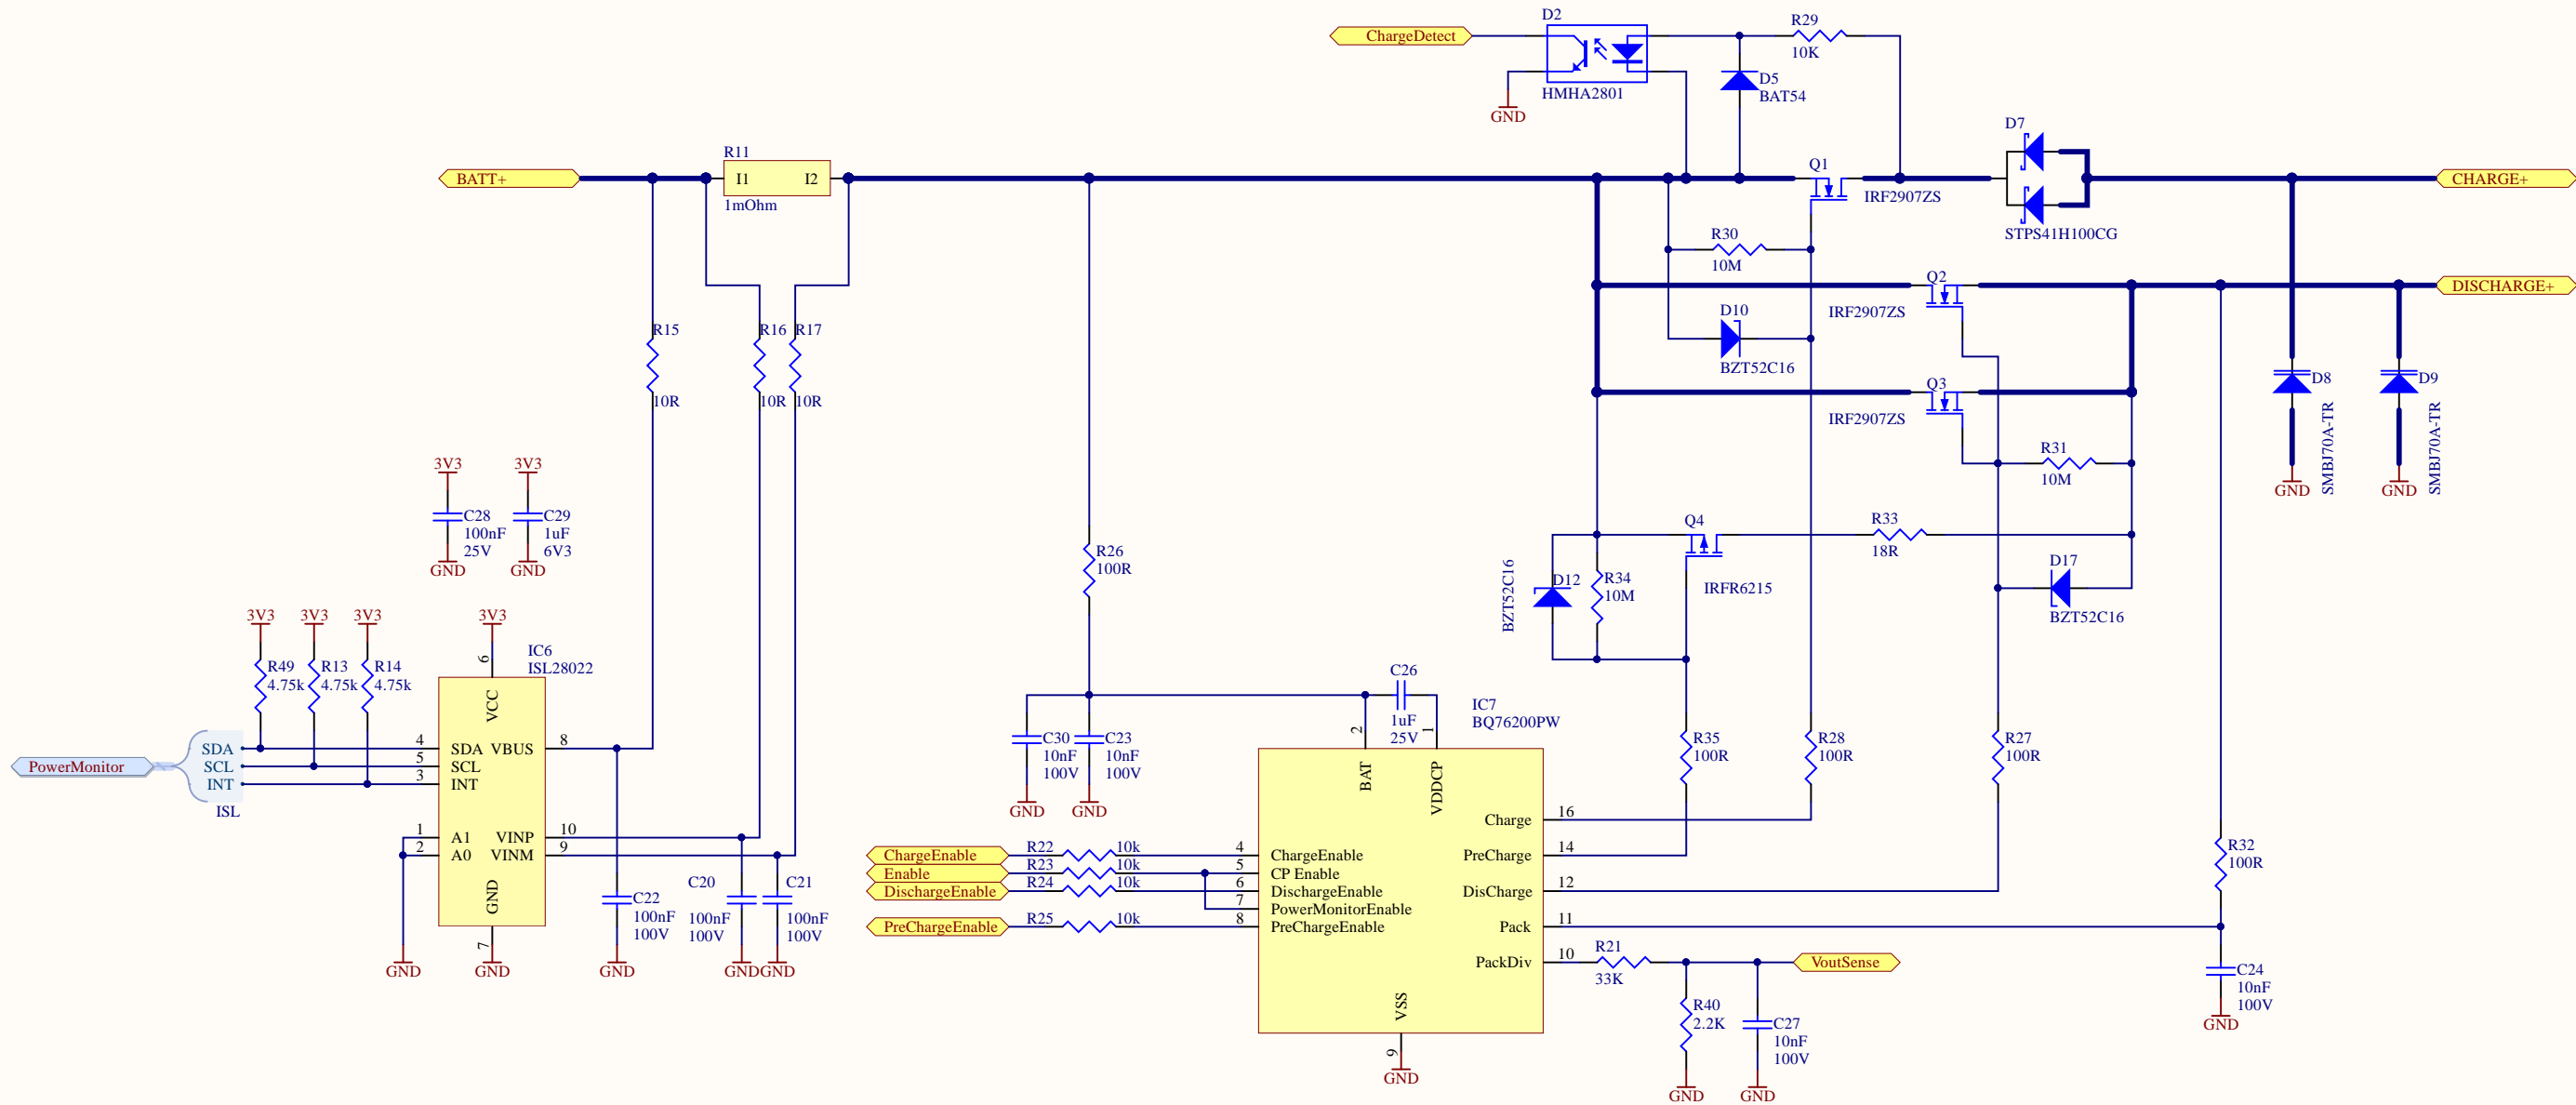 D2
R29
ChargeDetect
10K
D5
HMHA2801
BAT54
GND
D7
R11
Q1
BATT+
I1
I2
CHARGE+
1mOhm
IRF2907ZS
STPS41H100CG
R30
10M
Q2
DISCHARGE+
D10
IRF2907ZS
R15
R16
R17
BZT52C16
D8
D9
Q3
10R
10R
10R
IRF2907ZS
SMBJ70A-TR
SMBJ70A-TR
R31
10M
GND
GND
3V3
3V3
C28
100nF
25V
C29
1uF
6V3
GND
GND
Q4
R33
18R
R26
100R
BZT52C16
D12
R34
10M
IRFR6215
D17
BZT52C16
3V3
3V3
3V3
3V3
R49
4.75k
R13
4.75k
R14
4.75k
6
IC6
ISL28022
VCC
C26
1uF
25V
IC7
BQ76200PW
2
1
C30
10nF
100V
C23
10nF
100V
R35
100R
R28
100R
R27
100R
PowerMonitor
SDA
SCL
INT
ISL
4
5
3
SDA
SCL
INT
VBUS
8
BAT
VDDCP
GND
GND
1
2
A1
A0
VINP
VINM
10
9
Charge
16
ChargeEnable
R22
10k
4
ChargeEnable
PreCharge
14
Enable
R23
10k
5
CP Enable
DischargeEnable
R24
10k
6
DischargeEnable
DisCharge
12
7
PowerMonitorEnable
PreChargeEnable
R25
10k
8
PreChargeEnable
Pack
11
R32
100R
GND
C22
100nF
100V
C20
100nF
100V
C21
100nF
100V
7
GND
GND
GND
GND
GND
PackDiv
10
R21
33K
VoutSense
C24
10nF
100V
GND
VSS
R40
2.2K
C27
10nF
100V
9
GND
GND
GND